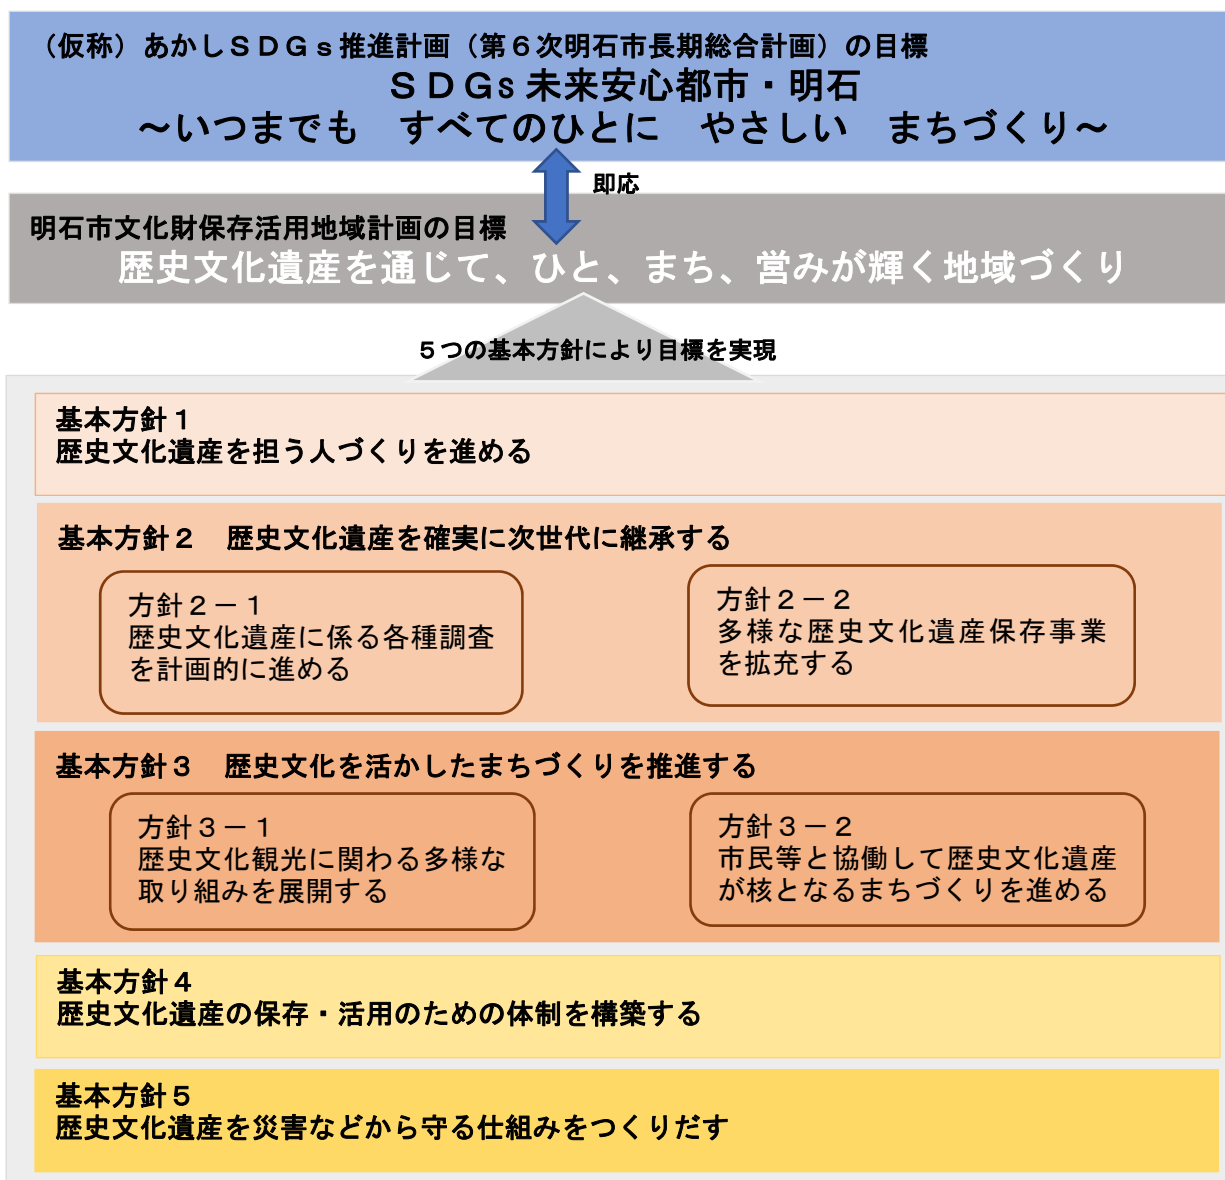 （仮称）あかしＳＤＧｓ推進計画（第６次明石市長期総合計画）の目標
ＳＤＧs 未来安心都市・明石
～いつまでも　すべてのひとに　やさしい　まちづくり～
即応
明石市文化財保存活用地域計画の目標
歴史文化遺産を通じて、ひと、まち、営みが輝く地域づくり
５つの基本方針により目標を実現
基本方針１
歴史文化遺産を担う人づくりを進める
基本方針２　歴史文化遺産を確実に次世代に継承する
方針２－１
歴史文化遺産に係る各種調査
を計画的に進める
方針２－２
多様な歴史文化遺産保存事業
を拡充する
基本方針３　歴史文化を活かしたまちづくりを推進する
方針３－１
歴史文化観光に関わる多様な
取り組みを展開する
方針３－２
市民等と協働して歴史文化遺産
が核となるまちづくりを進める
基本方針４
歴史文化遺産の保存・活用のための体制を構築する
基本方針５
歴史文化遺産を災害などから守る仕組みをつくりだす